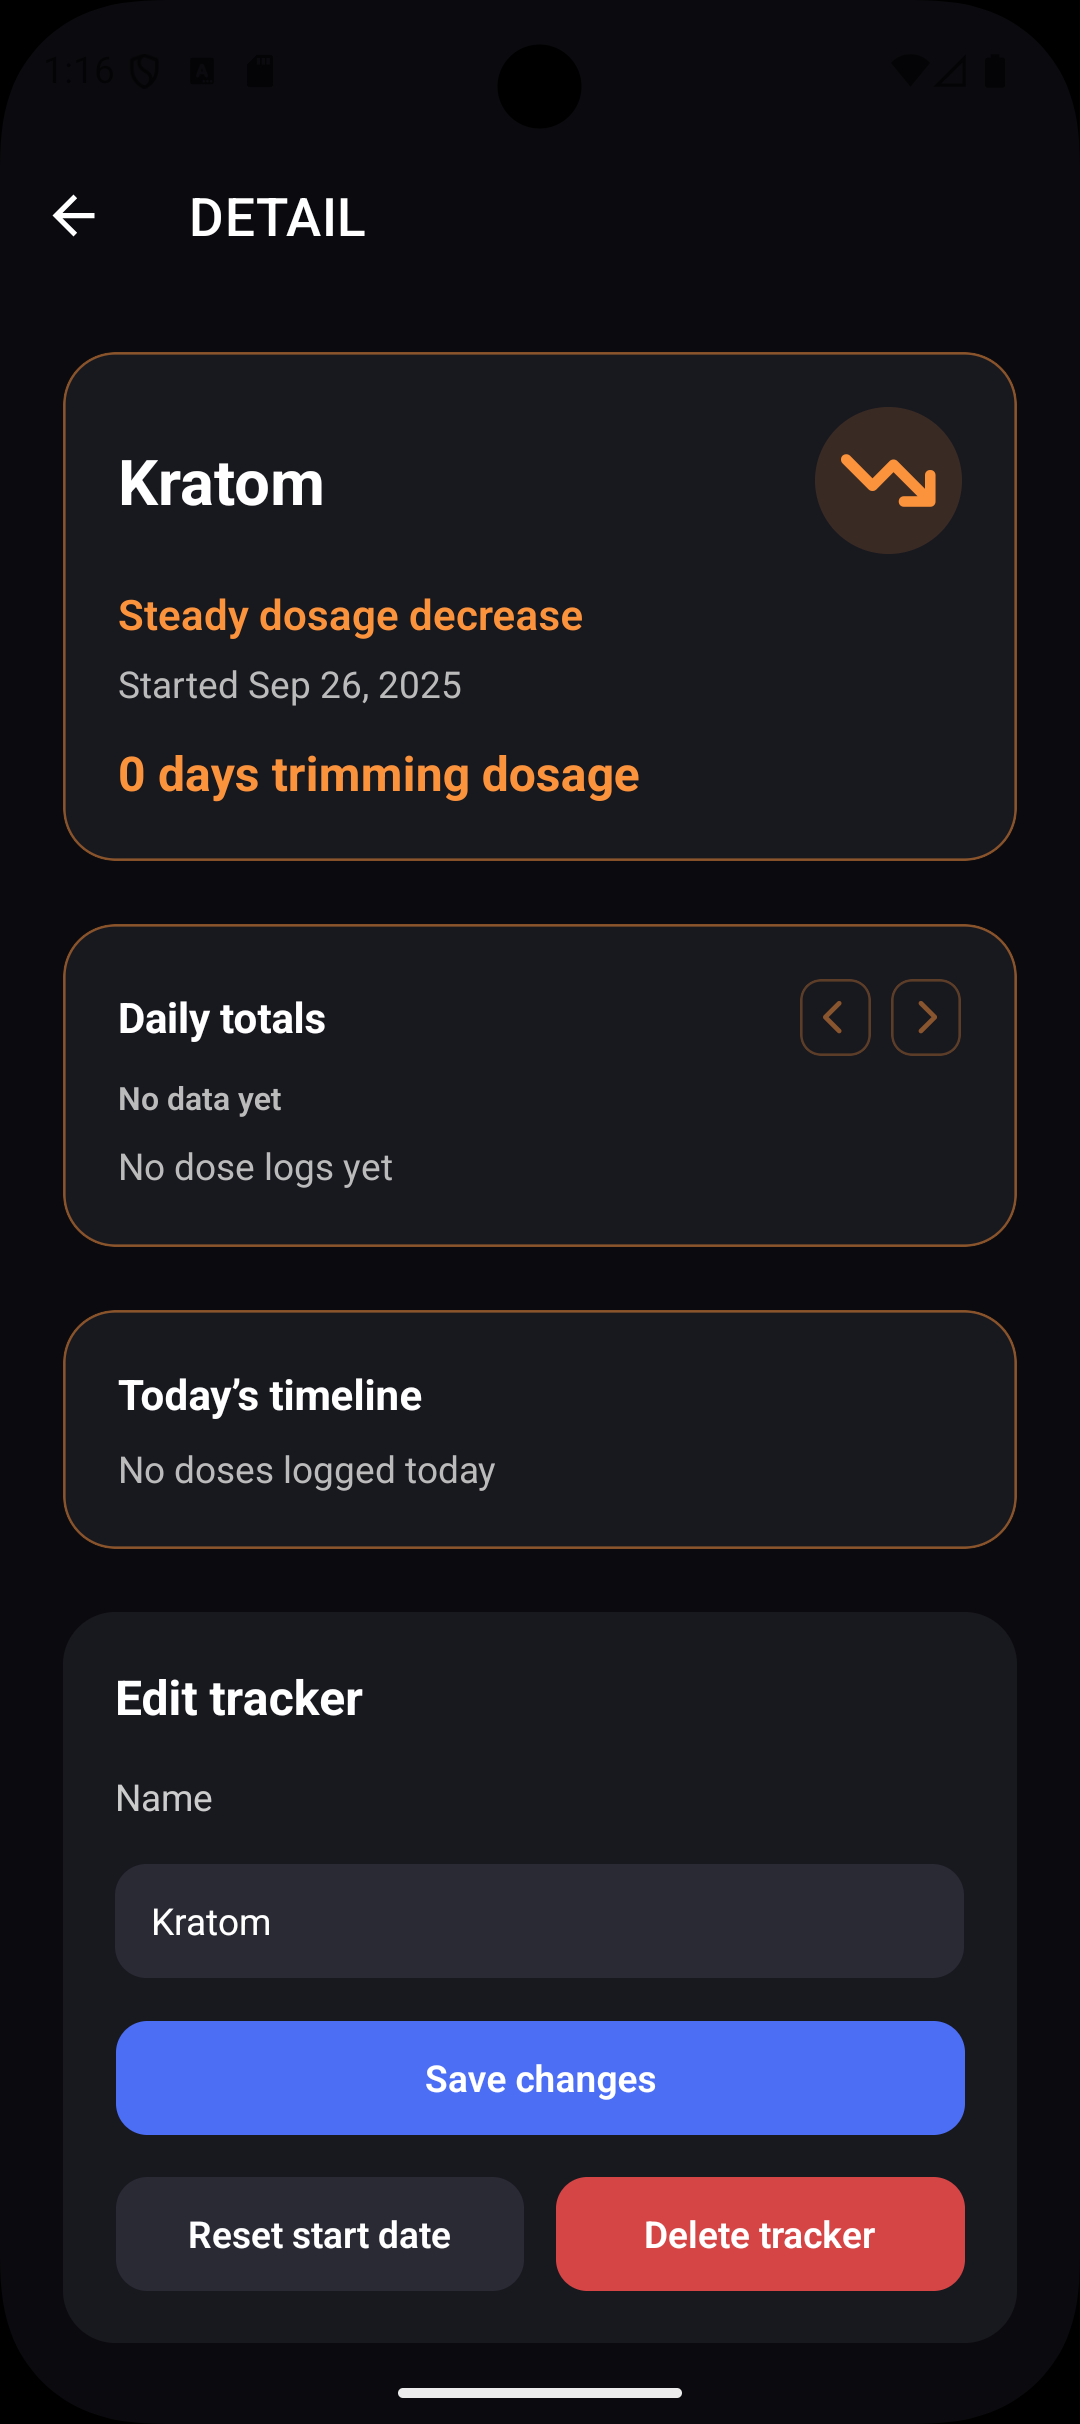 1:16
DETAIL
Kratom
Steady dosage decrease
Started Sep 26, 2025
0 days trimming dosage
Daily totals
No data yet
No dose logs yet
Today’s timeline
No doses logged today
Edit tracker
Name
Kratom
Save changes
Reset start date
Delete tracker